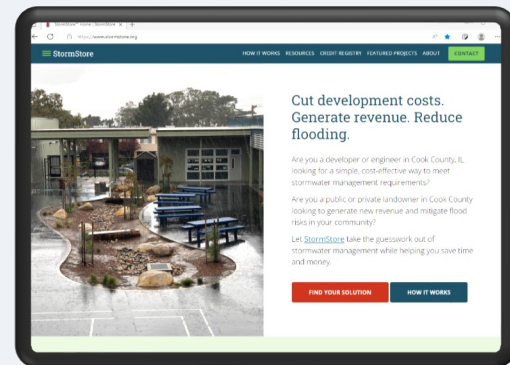 StormStore™ Home - StormStore
https://www.stormstore.org
StormStore
HOW IT WORKS RESOURCES CREDIT REGISTRY FEATURED PROJECTS ABOUT CONTACT
Cut development costs.
Generate revenue. Reduce
flooding.
Are you a developer or engineer in Cook County, IL,
looking for a simple, cost-effective way to meet
stormwater management requirements?
Are you a public or private landowner in Cook County
looking to generate new revenue and mitigate flood
risks in your community?
Let StormStore take the guesswork out of
stormwater management while helping you save time
and money.
FIND YOUR SOLUTION HOW IT WORKS